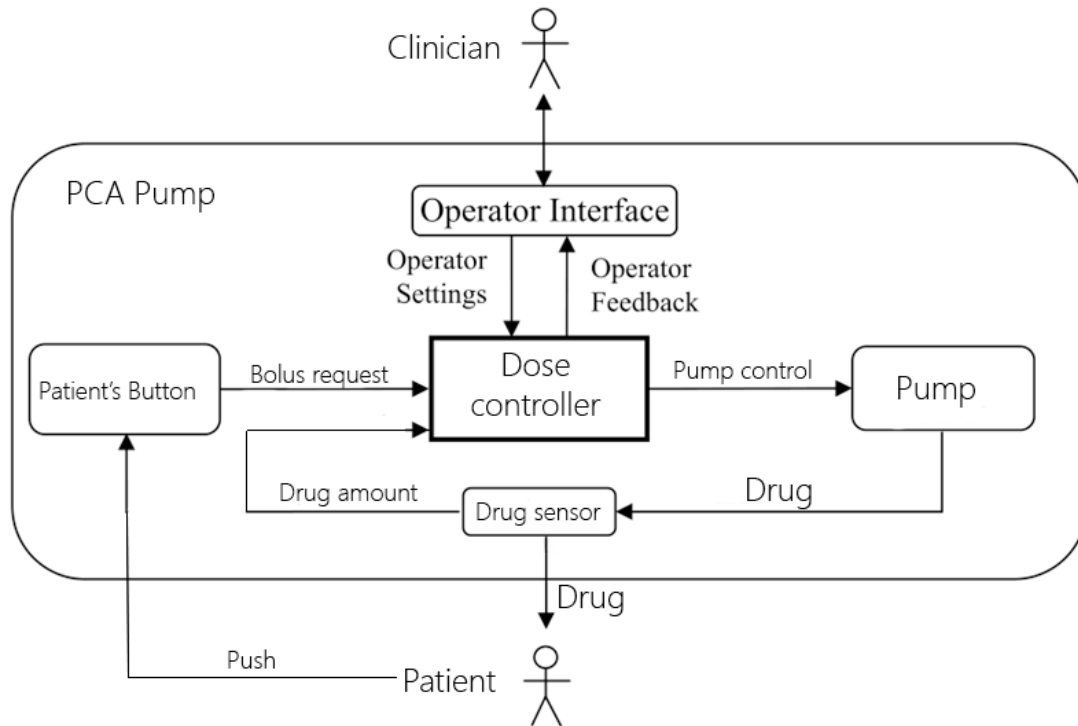 Clinician
PCA Pump
Operator Interface
Operator
Settings
Operator
Feedback
Patient's Button
Bolus request
Dose
controller
Pump control
Pump
Drug amount
Drug sensor
Drug
Drug
Push
Patient